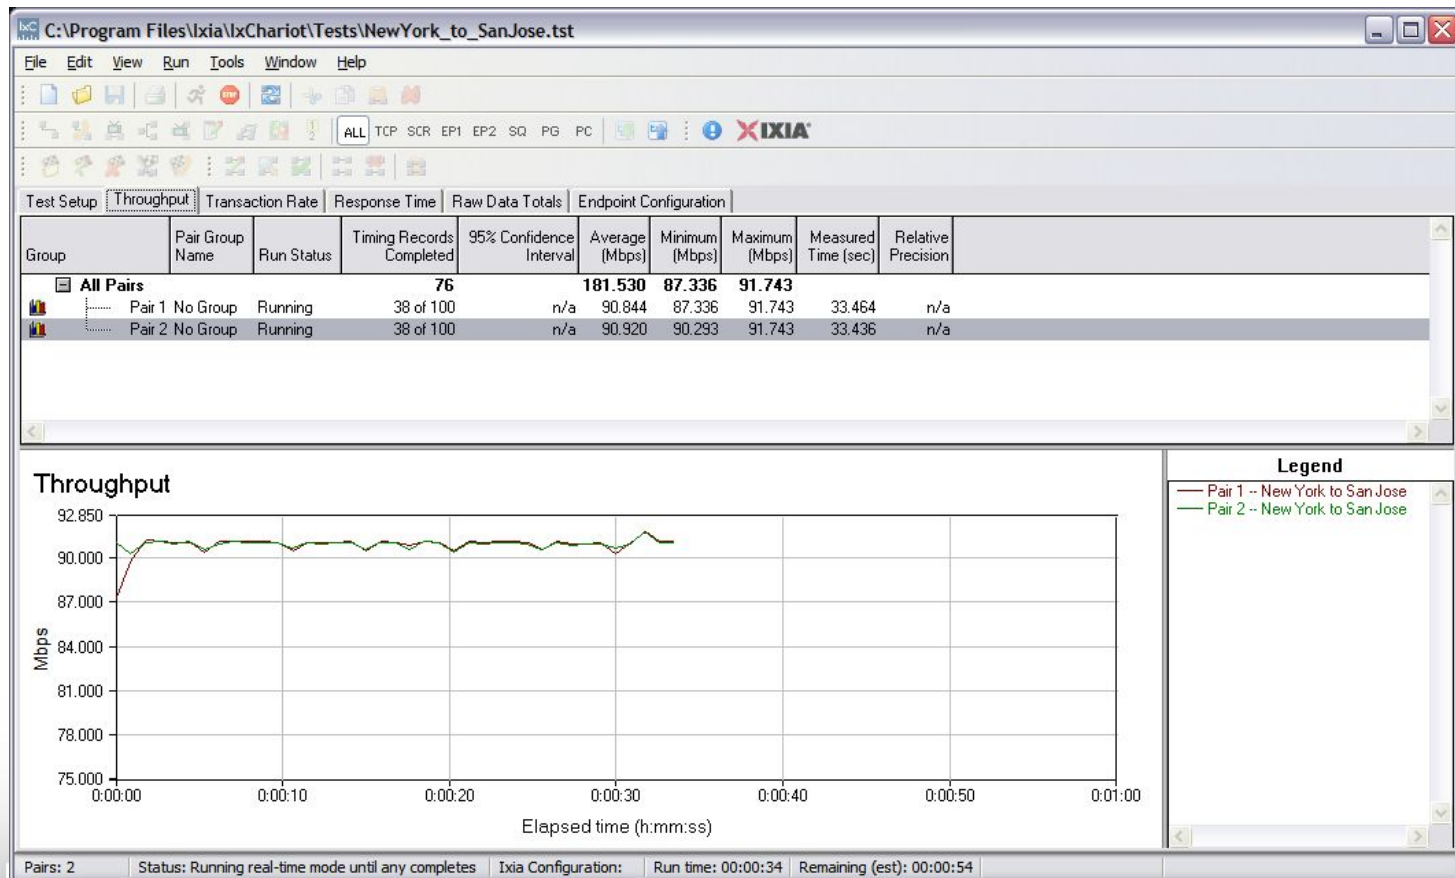 C:\Program Files\Ixia\IxChariot\Tests\NewYork_to_SanJose.tst
File Edit View Run Tools Window Help
ALL TCP SCR EP1 EP2 SQ PG PC IXIA
Test Setup Throughput Transaction Rate Response Time Raw Data Totals Endpoint Configuration
Group Pair Group Name Run Status Timing Records Completed 95% Confidence Interval Average (Mbps) Minimum (Mbps) Maximum (Mbps) Measured Time (sec) Relative Precision
All Pairs 76 181.530 87.336 91.743
Pair 1 No Group Running 38 of 100 n/a 90.844 87.336 91.743 33.464 n/a
Pair 2 No Group Running 38 of 100 n/a 90.920 90.293 91.743 33.436 n/a
Throughput
92.850
90.000
87.000
84.000
81.000
78.000
75.000
Mbps
0:00:00 0:00:10 0:00:20 0:00:30 0:00:40 0:00:50 0:01:00
Elapsed time (h:mm:ss)
Legend
Pair 1 -- New York to San Jose
Pair 2 -- New York to San Jose
Pairs: 2 Status: Running real-time mode until any completes Ixia Configuration: Run time: 00:00:34 Remaining (est): 00:00:54